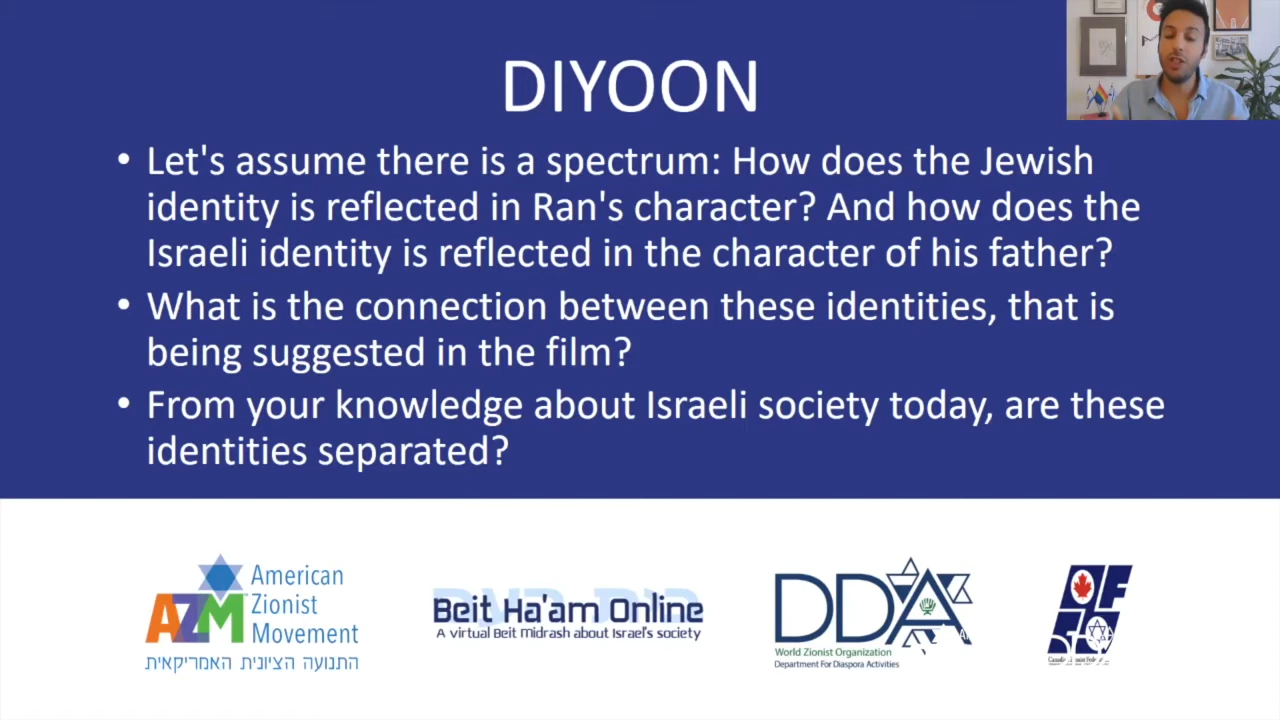 DIYOON
• Let's assume there is a spectrum: How does the Jewish
identity is reflected in Ran's character? And how does the
Israeli identity is reflected in the character of his father?
• What is the connection between these identities, that is
being suggested in the film?
• From your knowledge about Israeli society today, are these
identities separated?
American
Zionist
Movement
AZM
התנועה הציונית האמריקאית
Beit Ha'am Online
A virtual Beit Midrash about Israel's society
DDA
World Zionist Organization
Department For Diaspora Activities